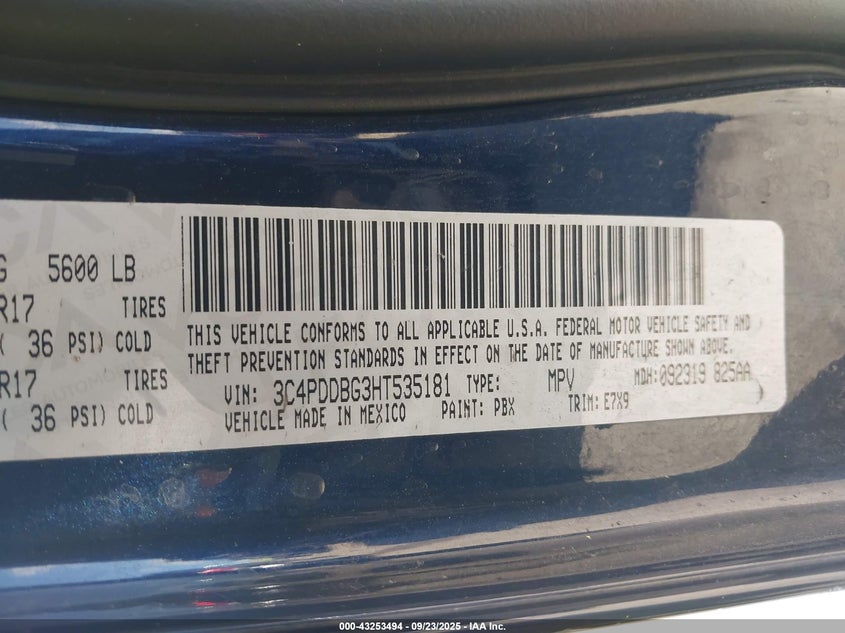 G 5600 LB
R17 TIRES
( 36 PSI) COLD
R17 TIRES
( 36 PSI) COLD
THIS VEHICLE CONFORMS TO ALL APPLICABLE U.S.A. FEDERAL MOTOR VEHICLE SAFETY AND
THEFT PREVENTION STANDARDS IN EFFECT ON THE DATE OF MANUFACTURE SHOWN ABOVE.
VIN: 3C4PDDBG3HT535181 TYPE: MPV MDH:092319 825AA
VEHICLE MADE IN MEXICO PAINT: PBX TRIM: E7X9
000-43253494 - 09/23/2025 - IAA Inc.